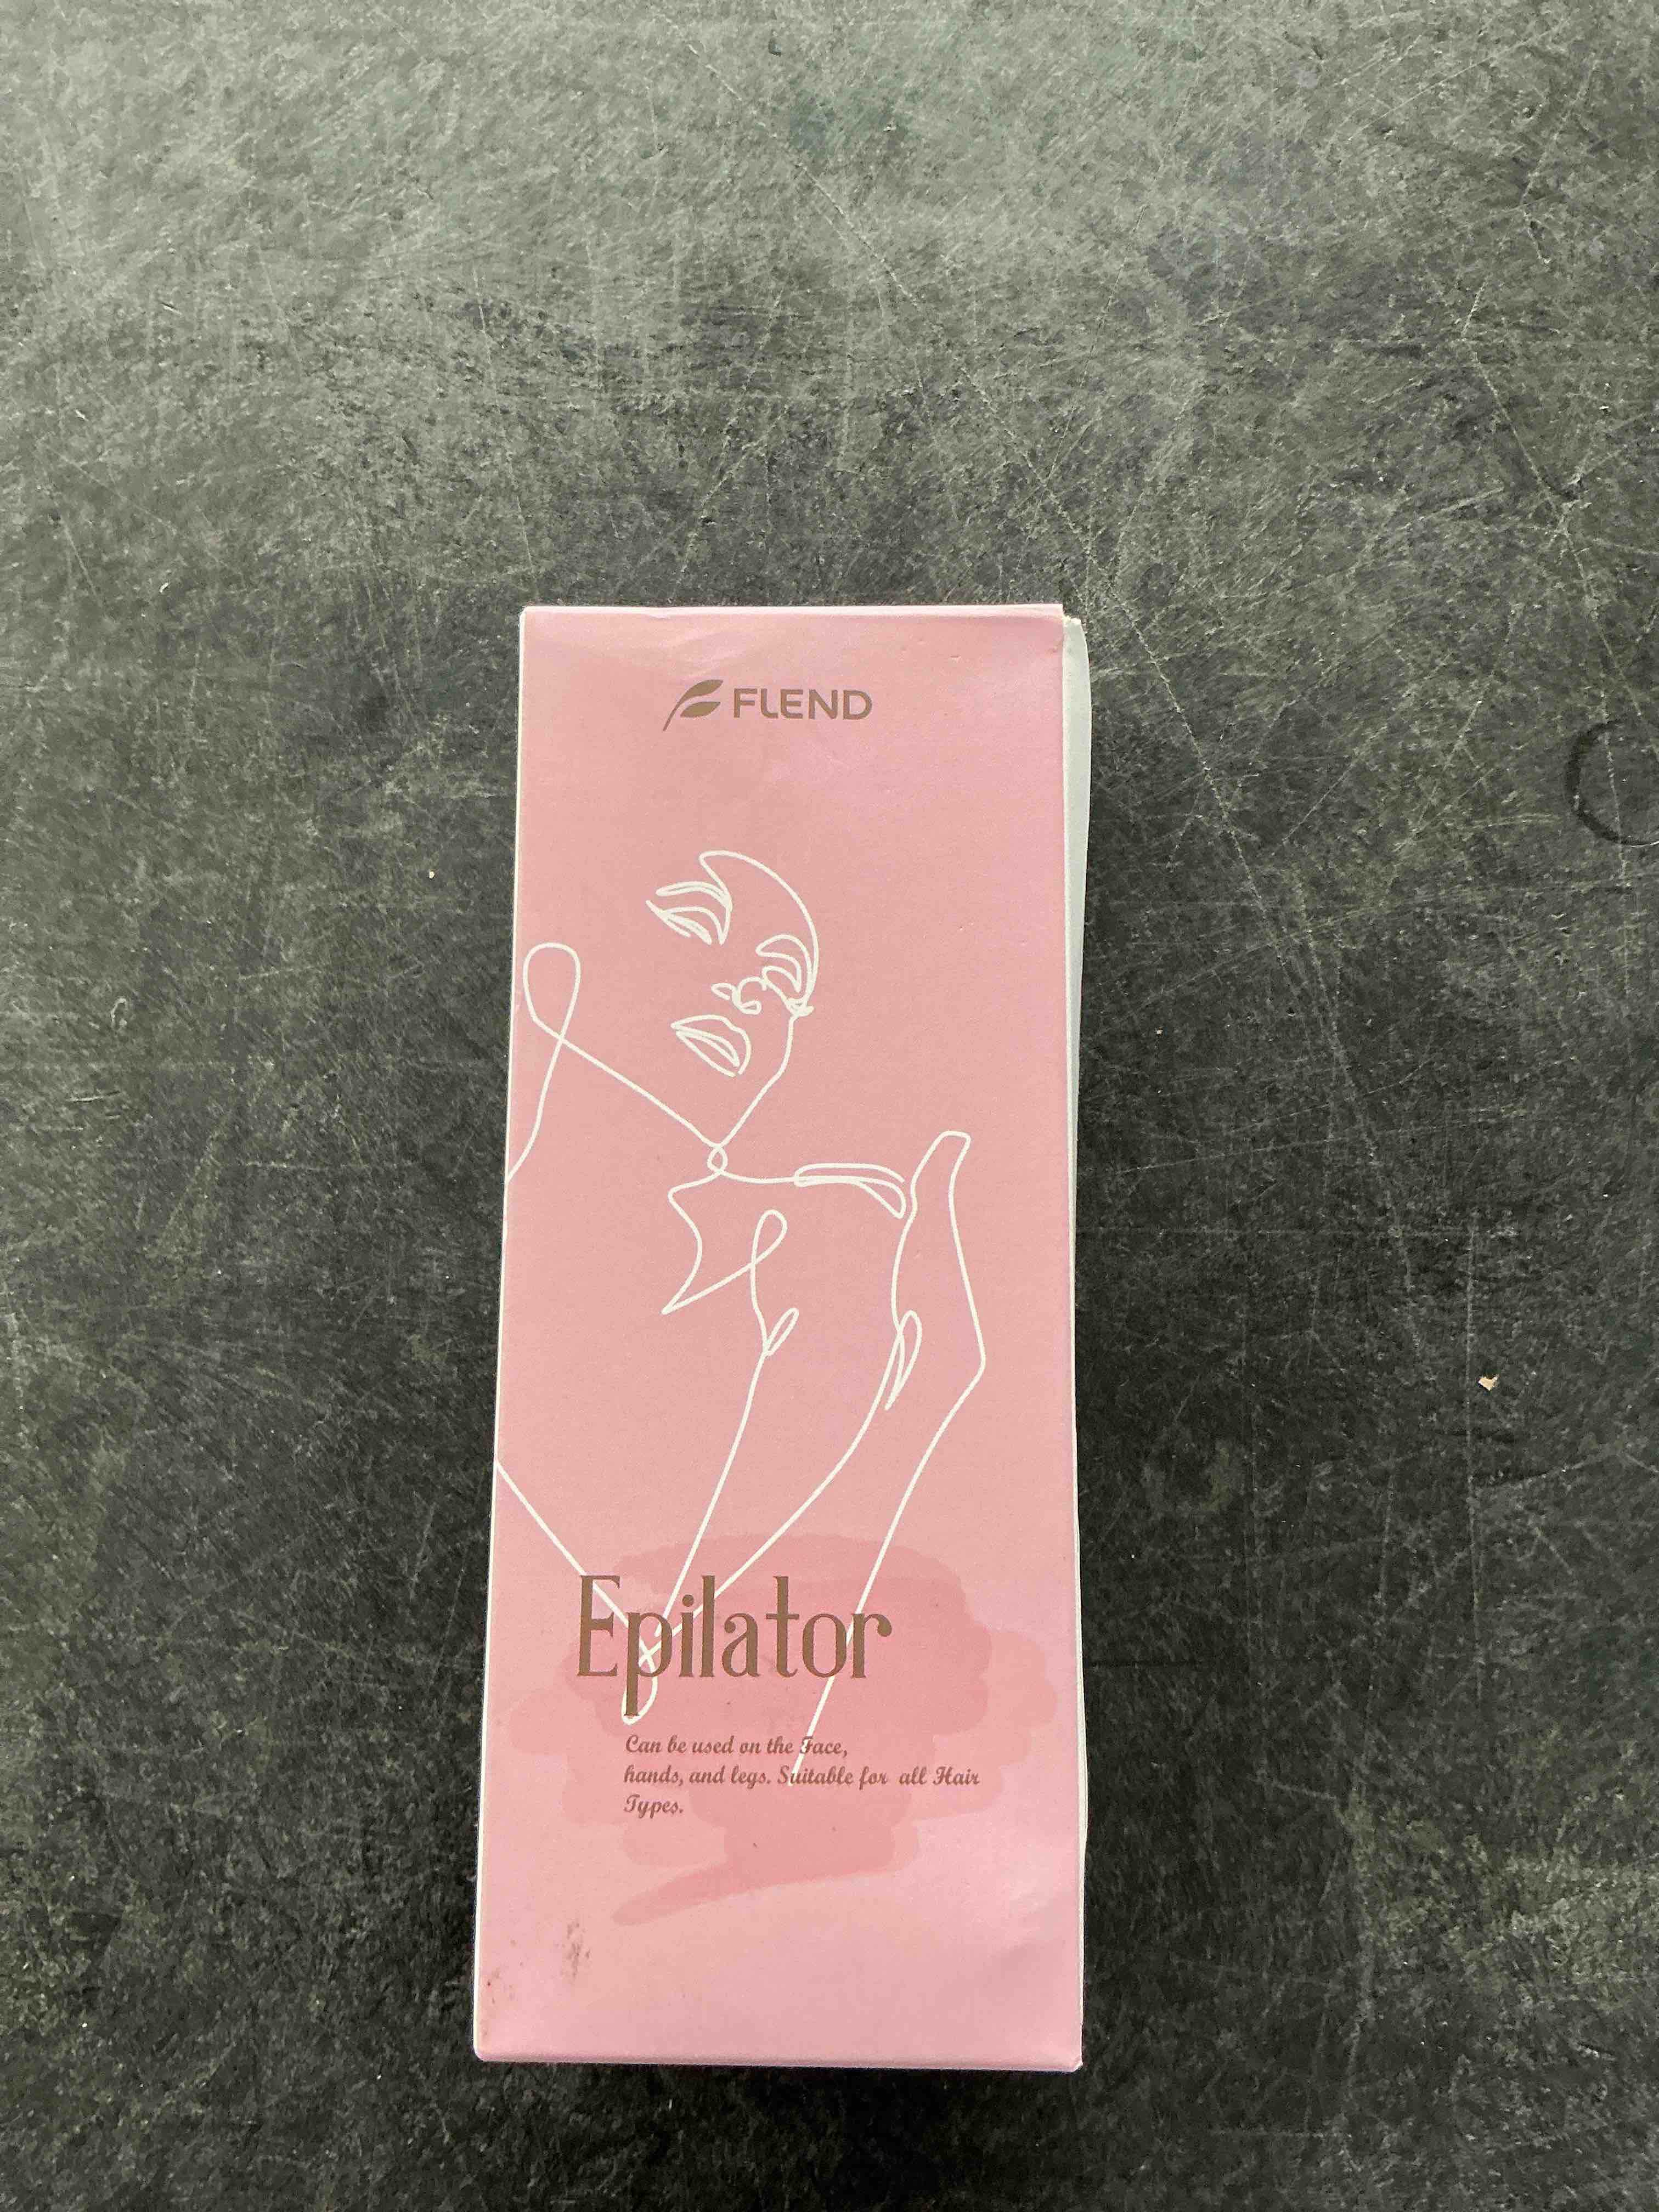 FLEND
Epilator
Can be used on the Face,
hands, and legs. Suitable for all Hair
Types.